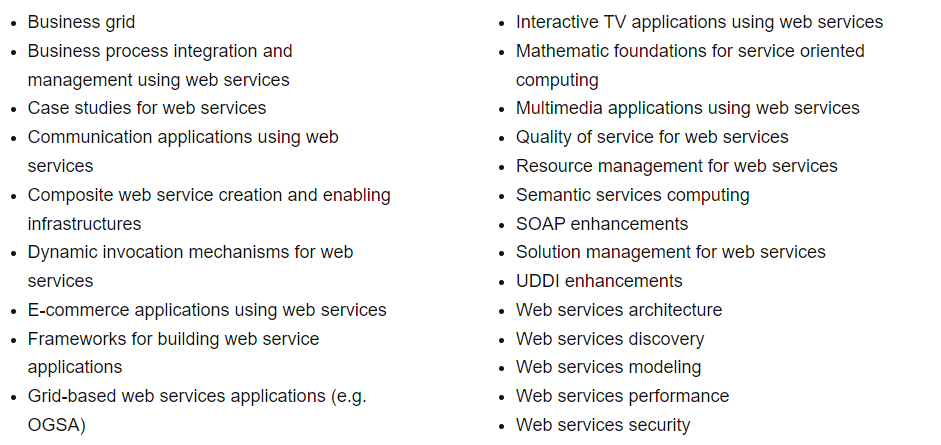 Business grid
Business process integration and
management using web services
Case studies for web services
Communication applications using web
services
Composite web service creation and enabling
infrastructures
Dynamic invocation mechanisms for web
services
E-commerce applications using web services
Frameworks for building web service
applications
Grid-based web services applications (e.g.
OGSA)
Interactive TV applications using web services
Mathematic foundations for service oriented
computing
Multimedia applications using web services
Quality of service for web services
Resource management for web services
Semantic services computing
SOAP enhancements
Solution management for web services
UDDI enhancements
Web services architecture
Web services discovery
Web services modeling
Web services performance
Web services security